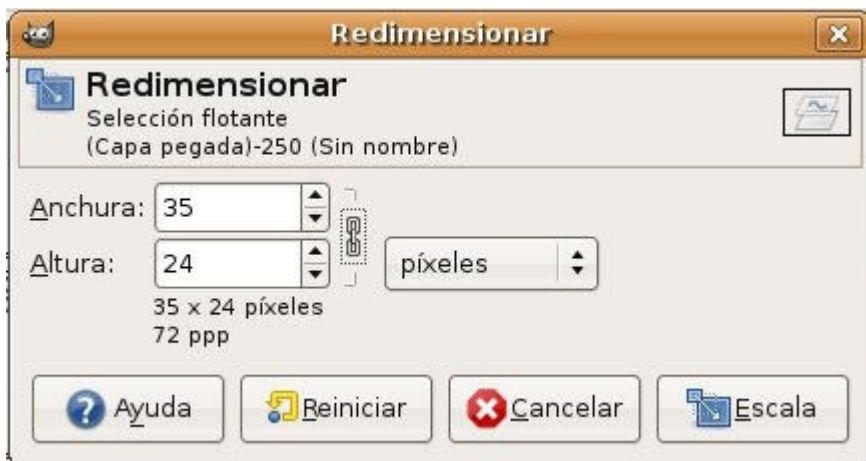 Redimensionar
Redimensionar
Selección flotante
(Capa pegada)-250 (Sin nombre)
Anchura: 35
Altura: 24 píxeles
35 x 24 píxeles
72 ppp
Ayuda Reiniciar Cancelar Escala